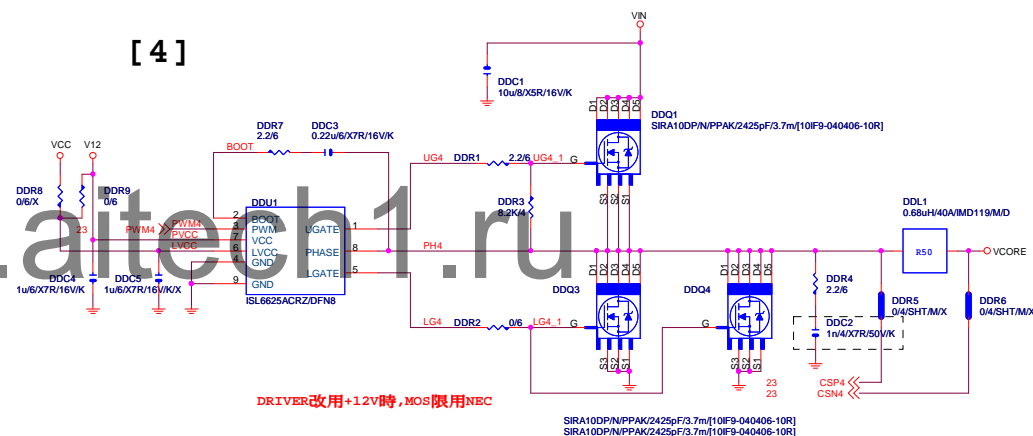 [4]
VIN
DDC1
10u/8/X5R/16V/K
D1 D2 D3 D4 D5
DDQ1
SIRA10DP/N/PPAK/2425pF/3.7m/[10IF9-040406-10R]
G
S3 S2 S1
DDR7
2.2/6
DDC3
0.22u/6/X7R/16V/K
BOOT
VCC
V12
DDR8
0/6/X
DDR9
0/6
UG4
DDR1
2.2/6
UG4_1
DDR3
8.2K/4
23
PWM4
PWM4
PVCC
LVCC
DDU1
2 BOOT
3 PWM
7 VCC
6 LVCC
4 GND
9 GND
UGATE 1
PHASE 8
LGATE 5
ISL6625ACRZ/DFN8
DDC4
1u/6/X7R/16V/K
DDC5
1u/6/X7R/16V/K/X
PH4
LG4
DDR2
0/6
LG4_1
D1 D2 D3 D4 D5
DDQ3
G
S3 S2 S1
D1 D2 D3 D4 D5
DDQ4
G
S3 S2 S1
DDL1
0.68uH/40A/IMD119/M/D
R50
VCORE
DDR4
2.2/6
DDC2
1n/4/X7R/50V/K
DDR5
0/4/SHT/M/X
DDR6
0/4/SHT/M/X
23 CSP4
23 CSN4
DRIVER改用+12V時,MOS限用NEC
SIRA10DP/N/PPAK/2425pF/3.7m/[10IF9-040406-10R]
SIRA10DP/N/PPAK/2425pF/3.7m/[10IF9-040406-10R]
.aitech1.ru